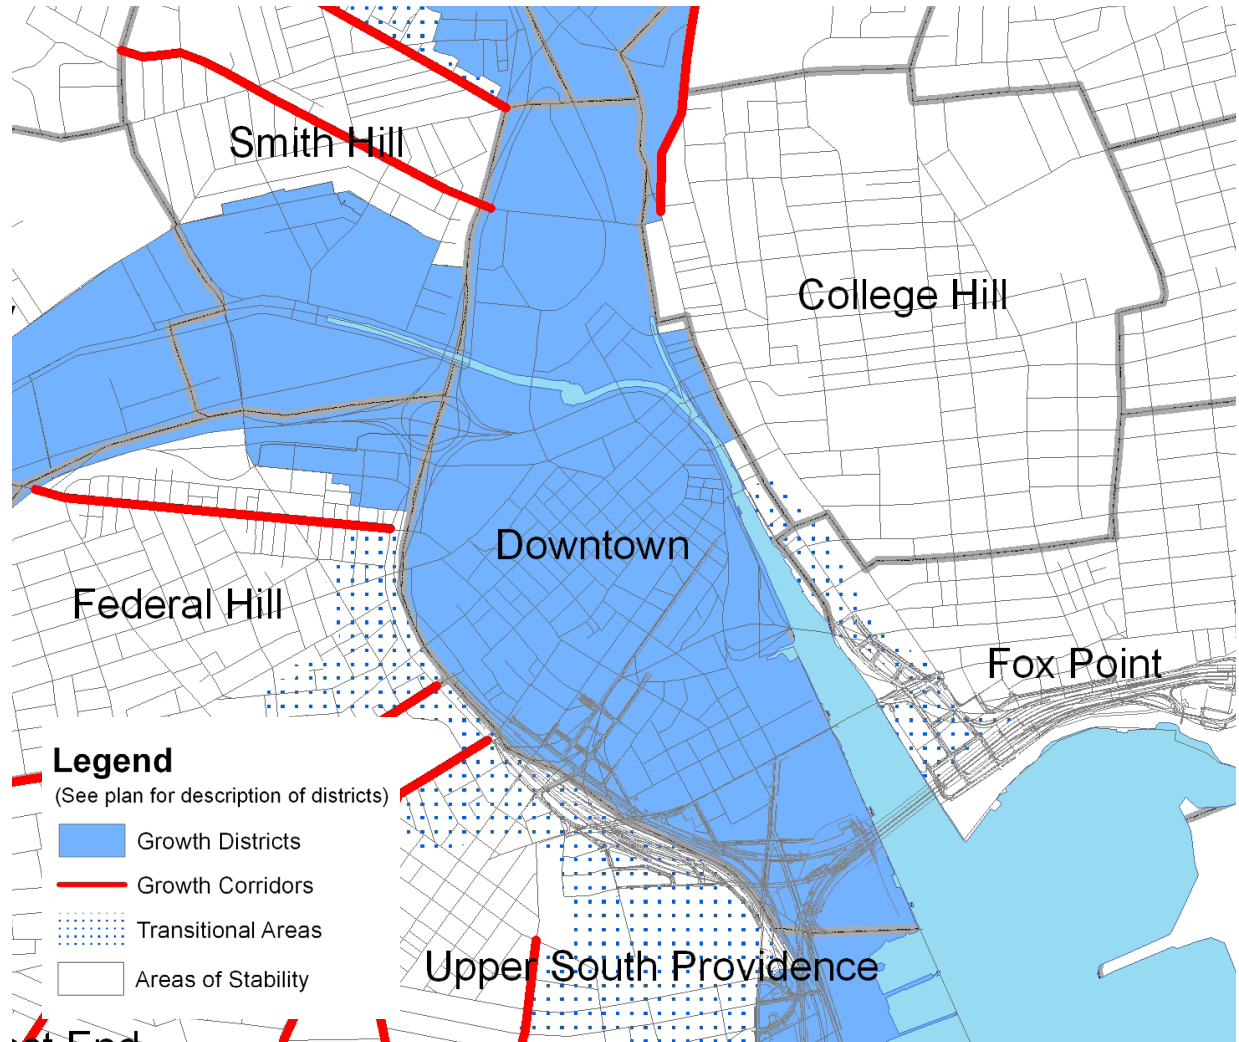 Smith Hill
College Hill
Downtown
Federal Hill
Fox Point
Legend
(See plan for description of districts)
Growth Districts
Growth Corridors
Transitional Areas
Areas of Stability
Upper South Providence
End